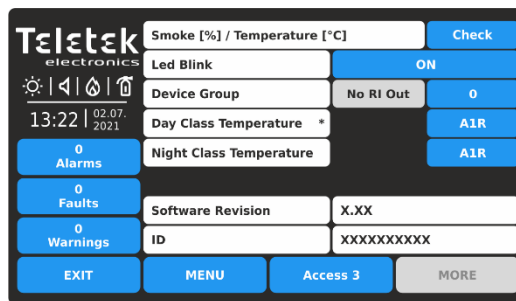 Teletek
electronics
13:22 02.07.
2021
0
Alarms
0
Faults
0
Warnings
EXIT
Smoke [%] / Temperature [°C] Check
Led Blink ON
Device Group No RI Out 0
Day Class Temperature * A1R
Night Class Temperature A1R
Software Revision X.XX
ID XXXXXXXXXX
MENU Access 3 MORE